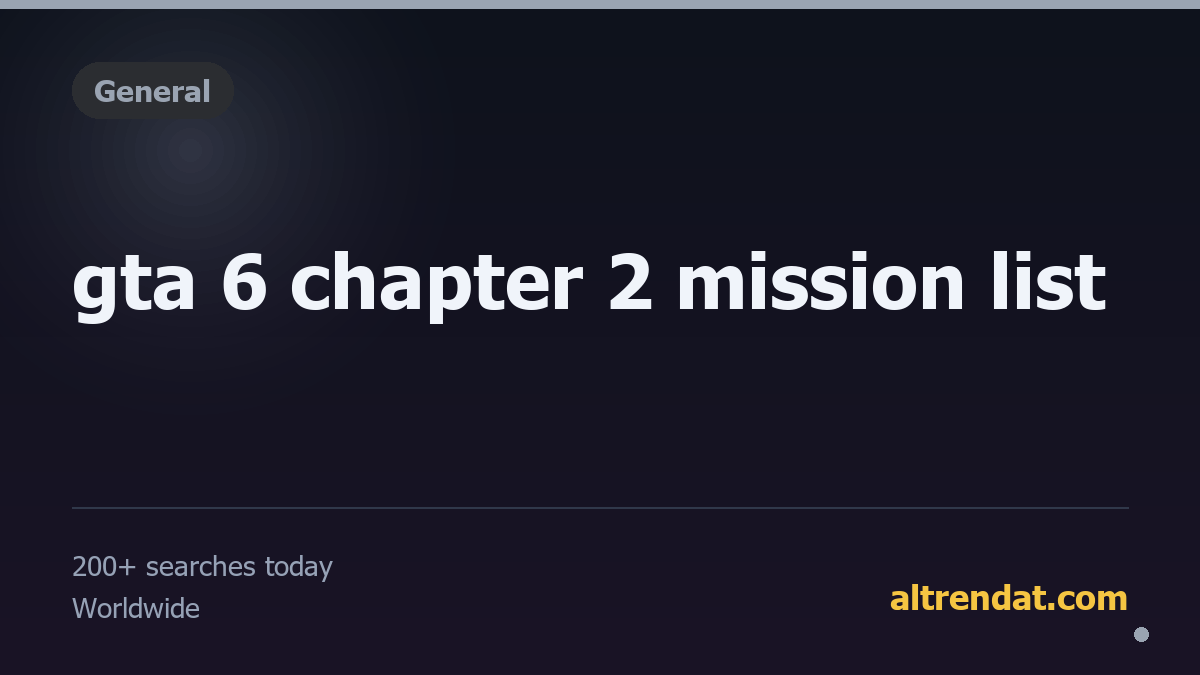 General
gta 6 chapter 2 mission list
200+ searches today
Worldwide
altrendat.com